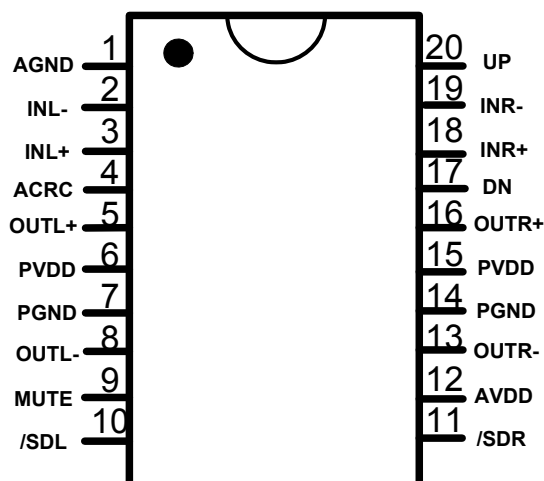 AGND 1 20 UP
INL- 2 19 INR-
INL+ 3 18 INR+
ACRC 4 17 DN
OUTL+ 5 16 OUTR+
PVDD 6 15 PVDD
PGND 7 14 PGND
OUTL- 8 13 OUTR-
MUTE 9 12 AVDD
/SDL 10 11 /SDR